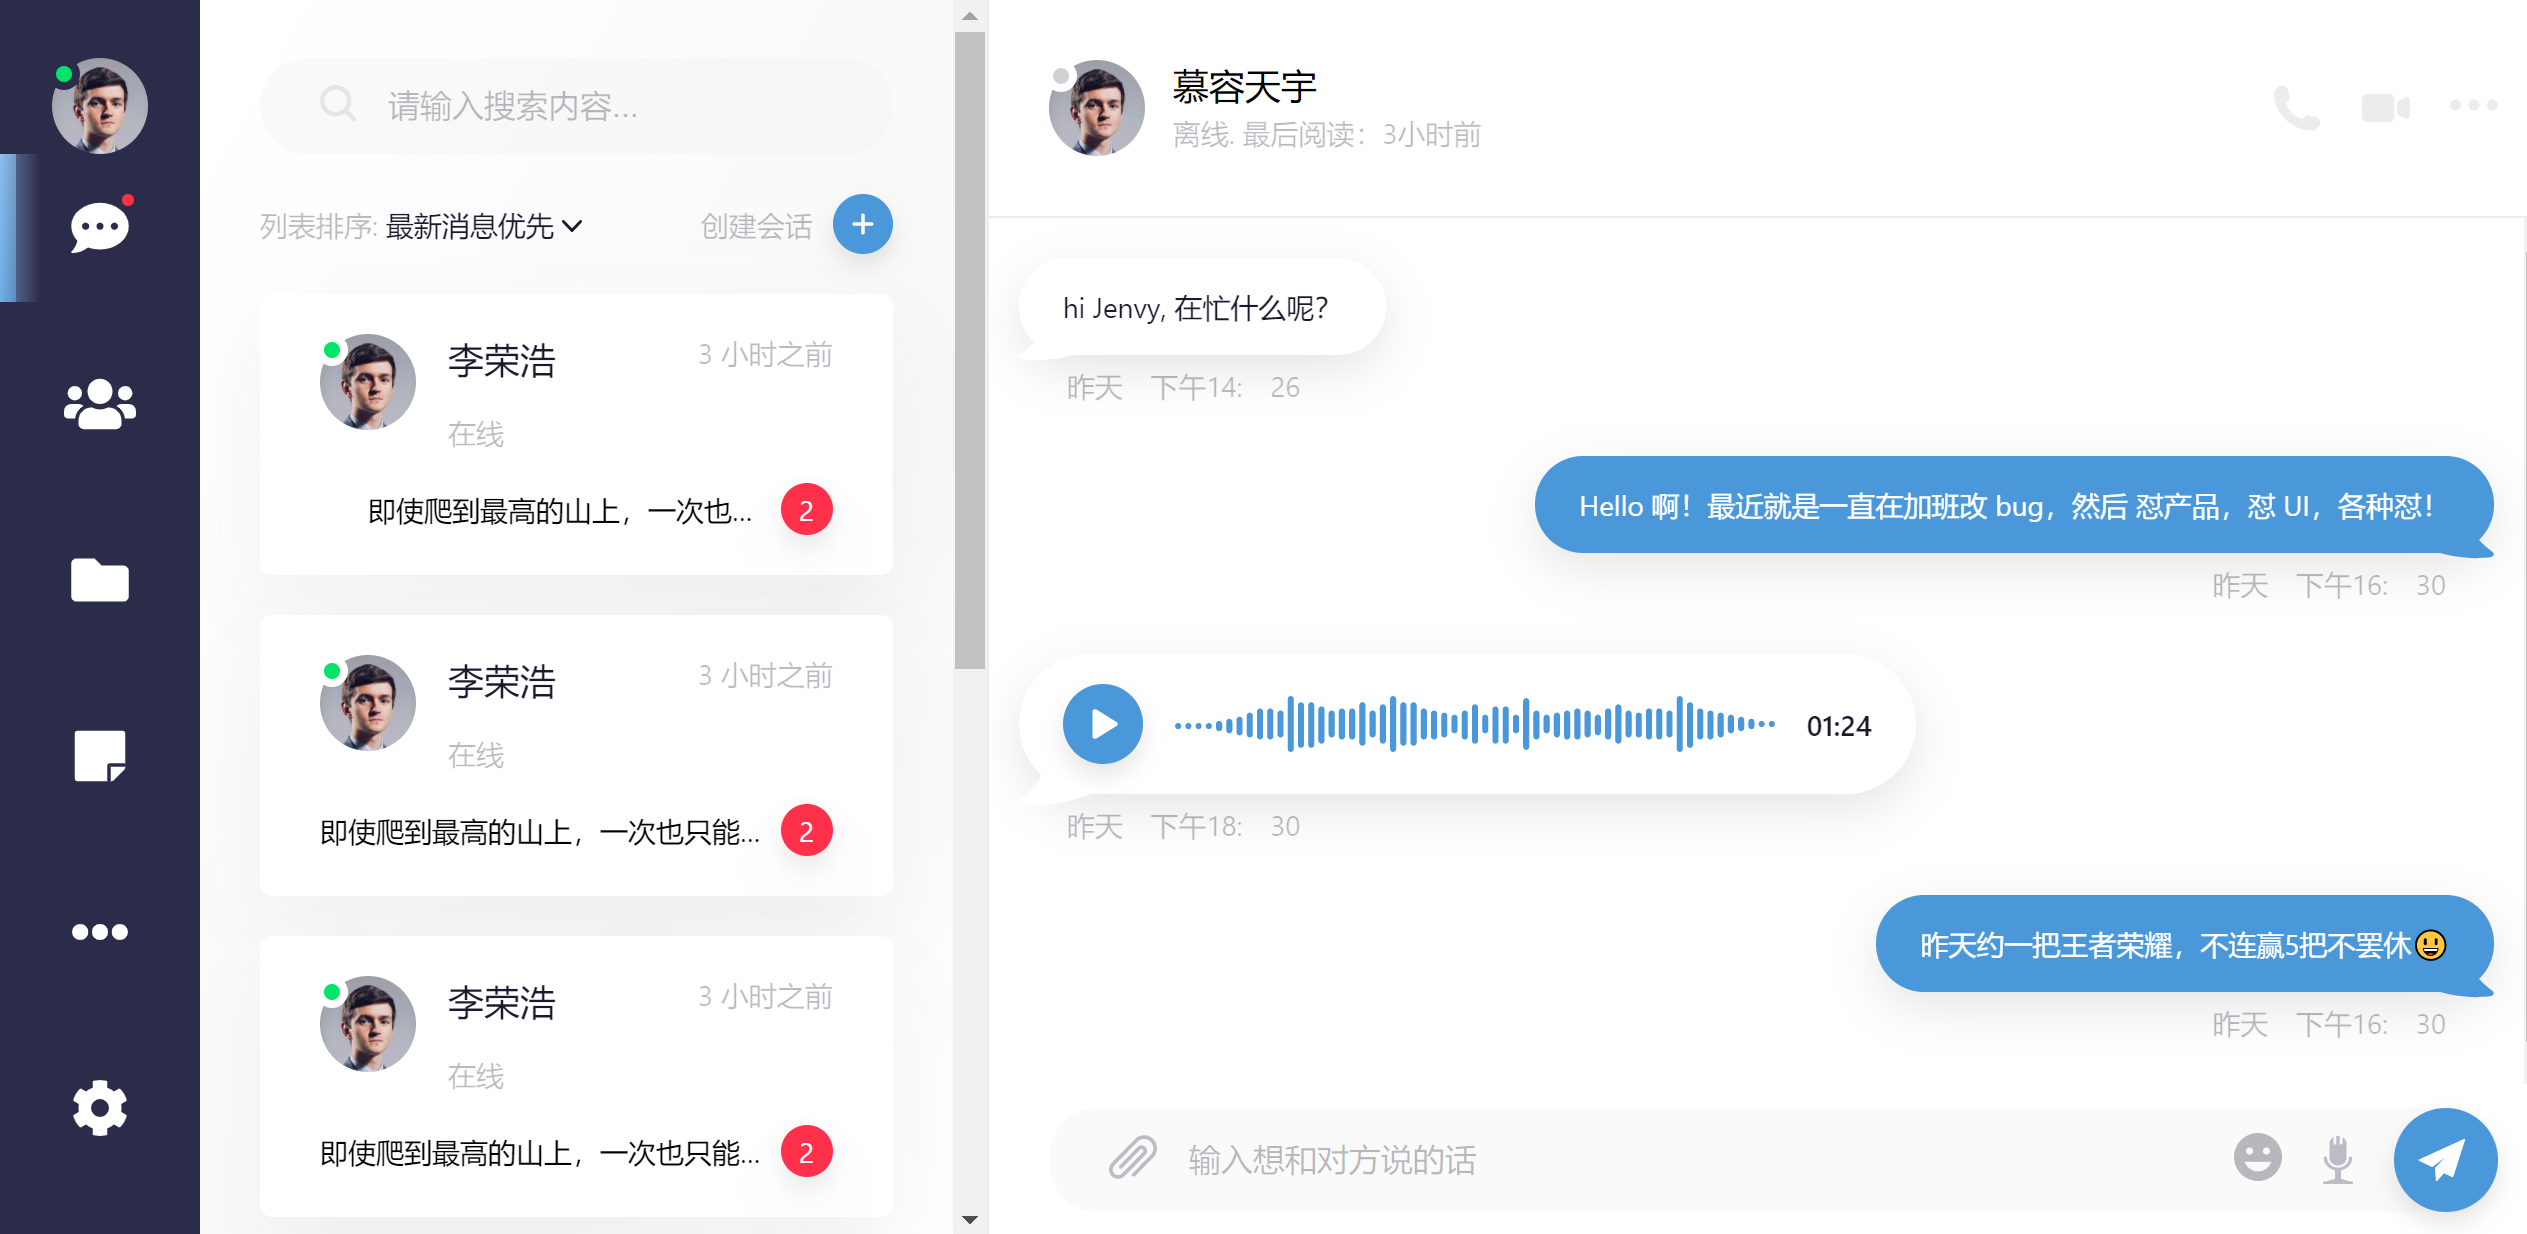 请输入搜索内容...
列表排序: 最新消息优先
创建会话
李荣浩
3 小时之前
在线
即使爬到最高的山上，一次也...
2
李荣浩
3 小时之前
在线
即使爬到最高的山上，一次也只能...
2
李荣浩
3 小时之前
在线
即使爬到最高的山上，一次也只能...
2
慕容天宇
离线. 最后阅读：3小时前
hi Jenvy, 在忙什么呢？
昨天 下午14: 26
Hello 啊！最近就是一直在加班改 bug，然后 怼产品，怼 UI，各种怼！
昨天 下午16: 30
01:24
昨天 下午18: 30
昨天约一把王者荣耀，不连赢5把不罢休😃
昨天 下午16: 30
输入想和对方说的话